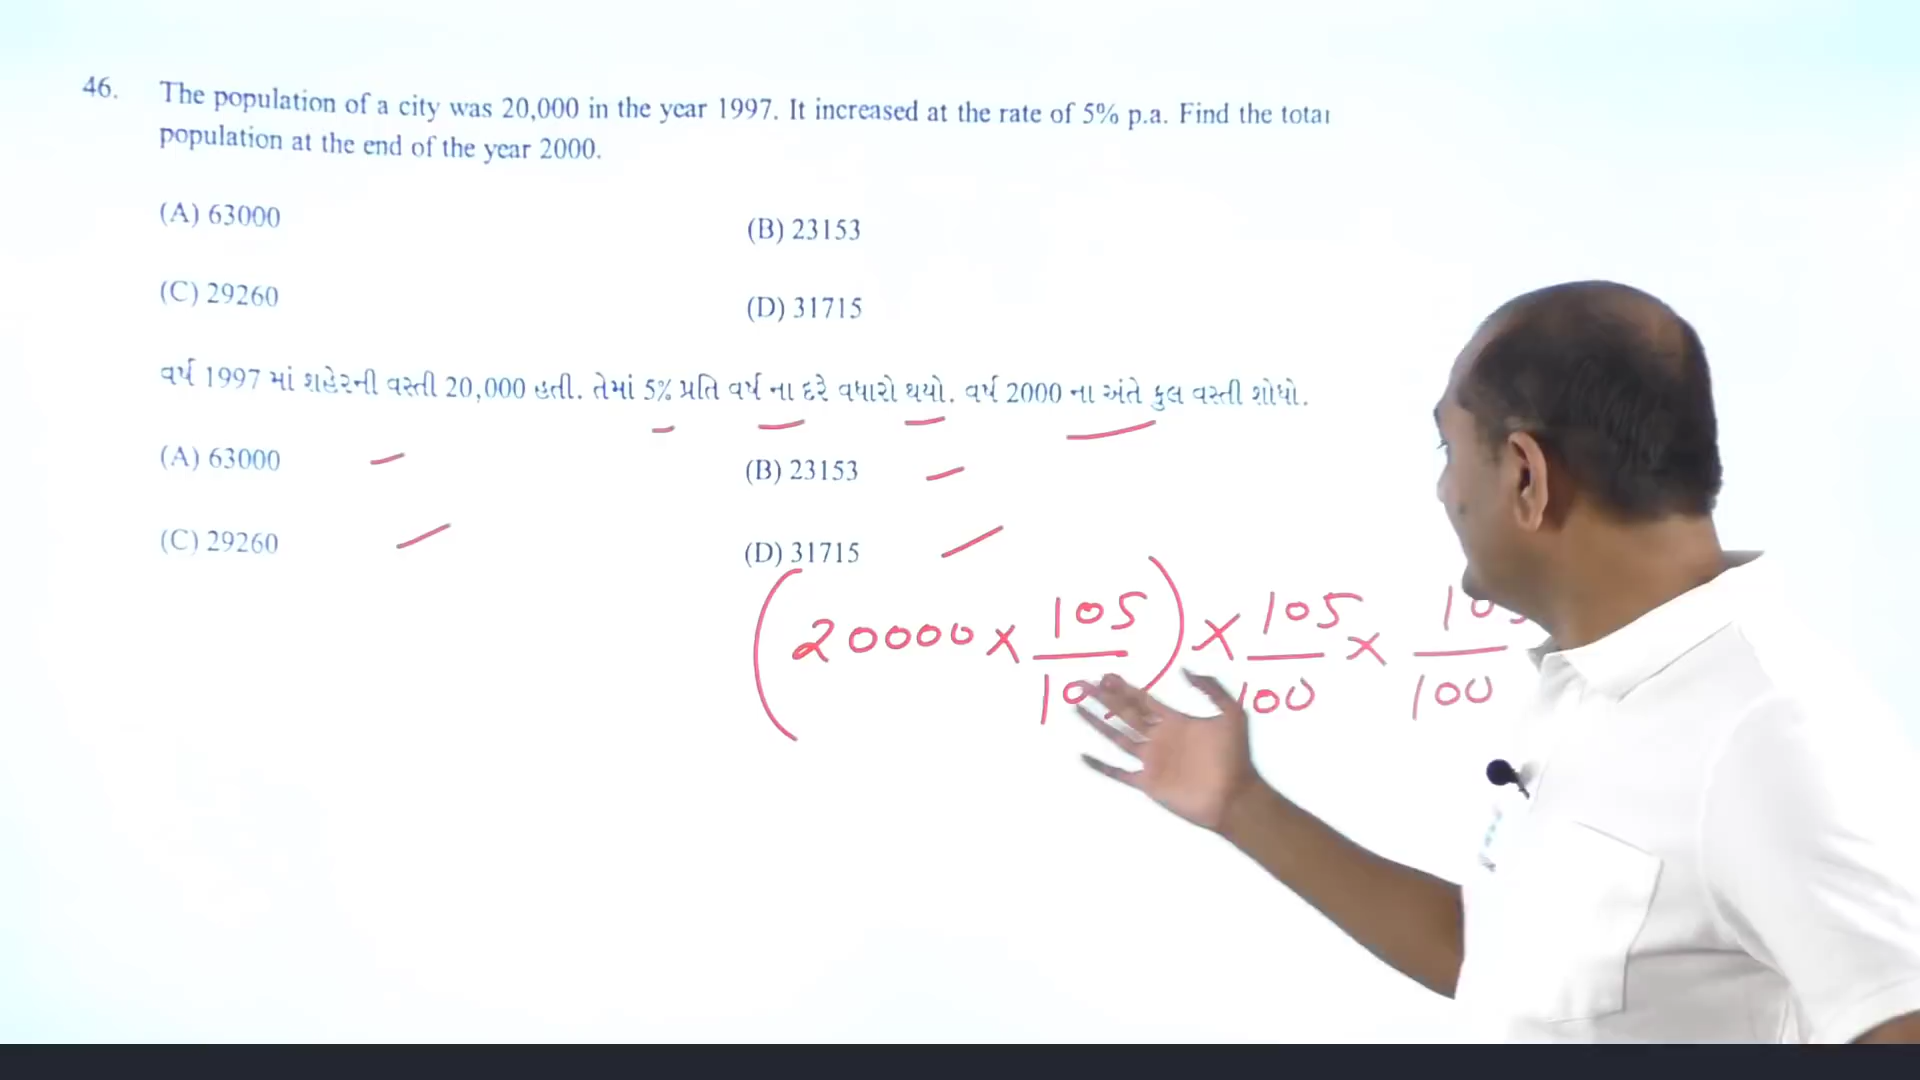 46. The population of a city was 20,000 in the year 1997. It increased at the rate of 5% p.a. Find the total
population at the end of the year 2000.
(A) 63000 (B) 23153
(C) 29260 (D) 31715
વર્ષ 1997 માં શહેરની વસ્તી 20,000 હતી. તેમાં 5% પ્રતિ વર્ષ ના દરે વધારો થયો. વર્ષ 2000 ના અંતે કુલ વસ્તી શોધો.
(A) 63000 (B) 23153
(C) 29260 (D) 31715
(20000 × 105/100) × 105/100 × 105/100